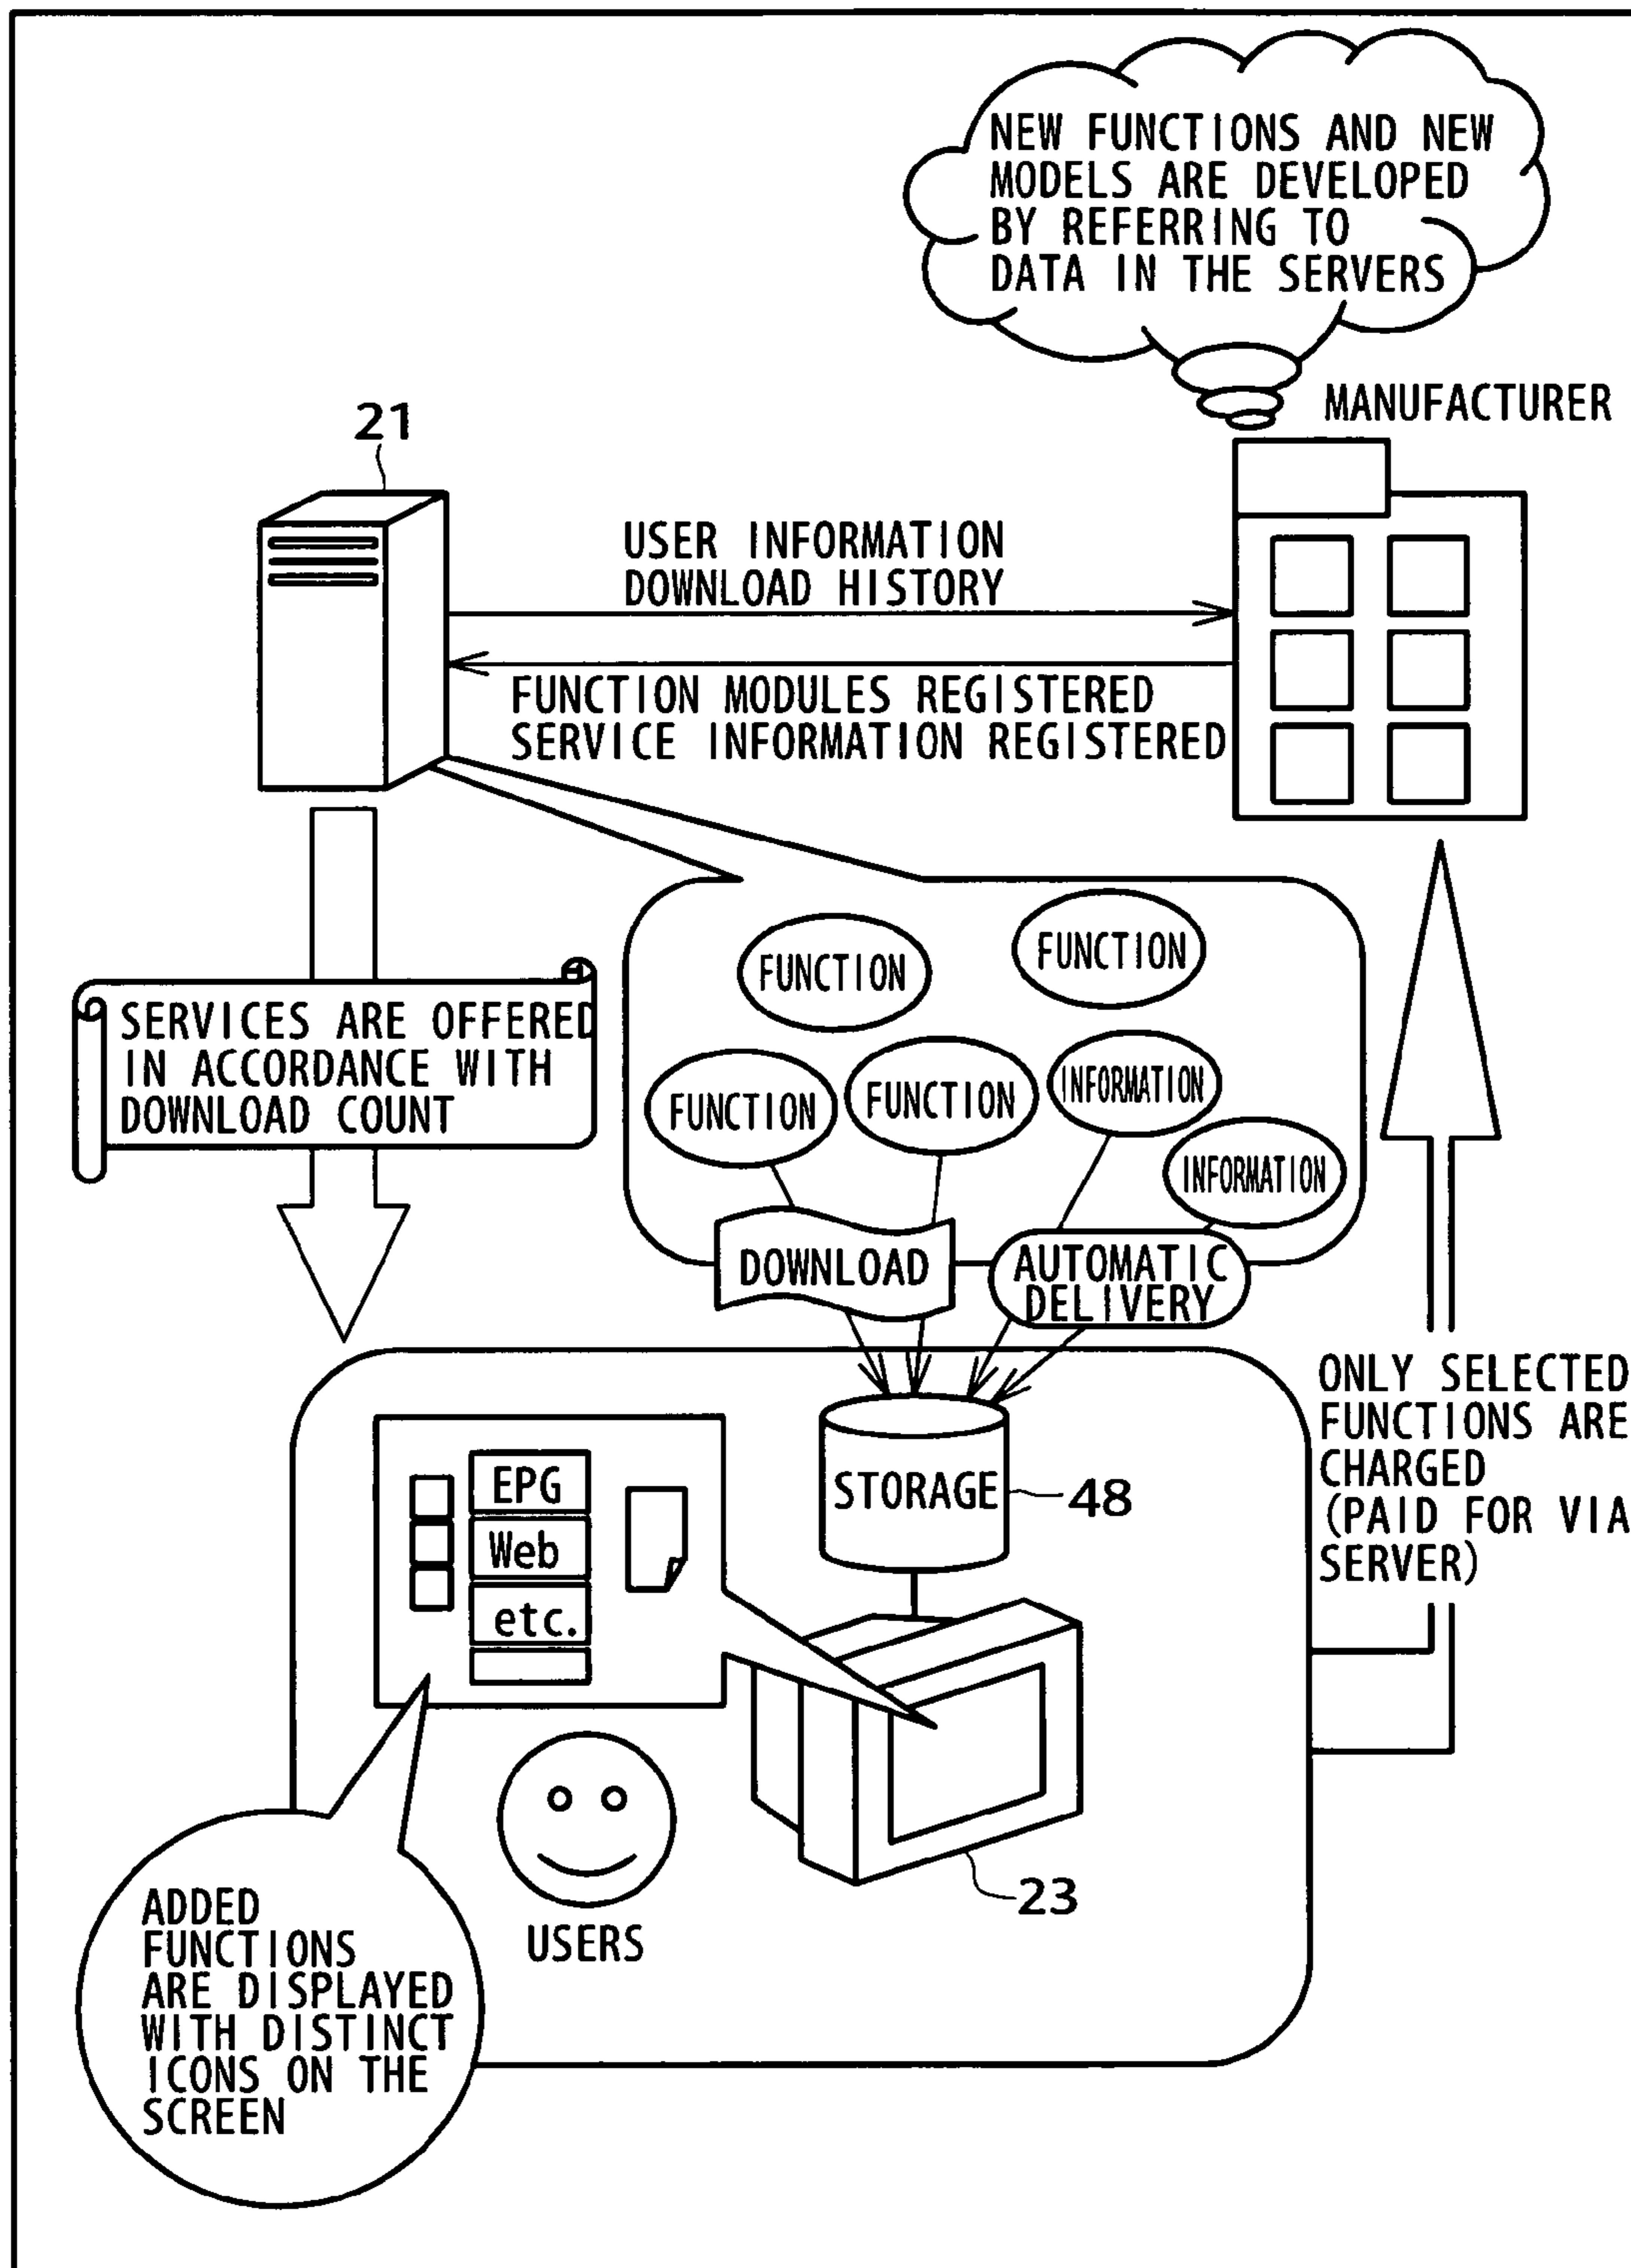 NEW FUNCTIONS AND NEW
MODELS ARE DEVELOPED
BY REFERRING TO
DATA IN THE SERVERS
MANUFACTURER
21
USER INFORMATION
DOWNLOAD HISTORY
FUNCTION MODULES REGISTERED
SERVICE INFORMATION REGISTERED
FUNCTION
FUNCTION
SERVICES ARE OFFERED
IN ACCORDANCE WITH
DOWNLOAD COUNT
FUNCTION
FUNCTION
INFORMATION
INFORMATION
DOWNLOAD
AUTOMATIC
DELIVERY
ONLY SELECTED
FUNCTIONS ARE
CHARGED
(PAID FOR VIA
SERVER)
EPG
Web
etc.
STORAGE
48
23
USERS
ADDED
FUNCTIONS
ARE DISPLAYED
WITH DISTINCT
ICONS ON THE
SCREEN